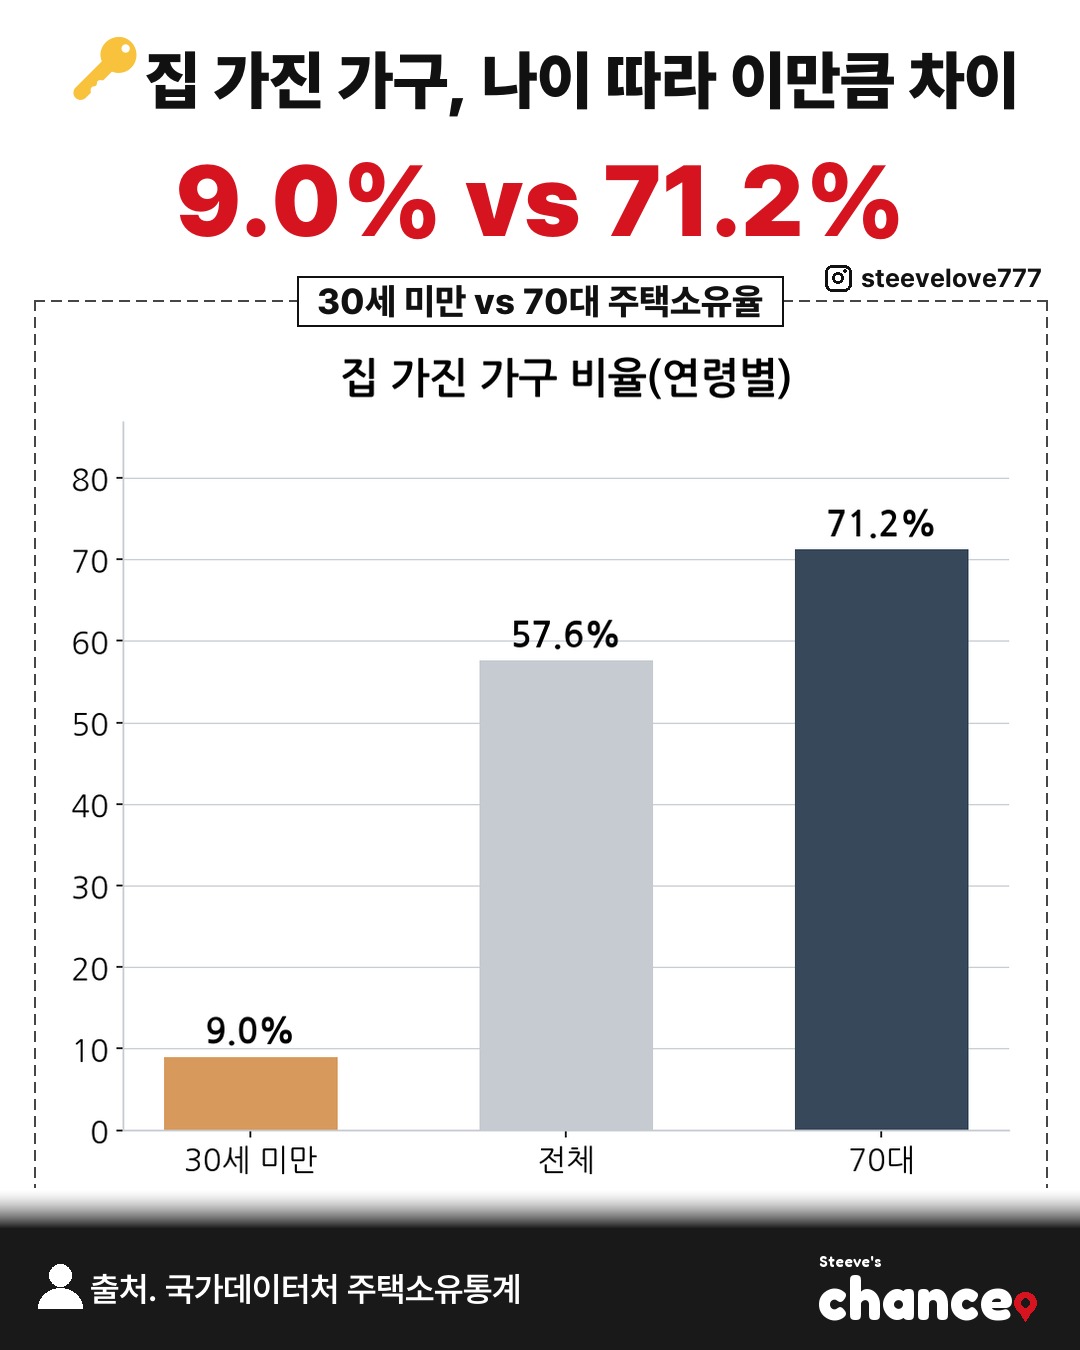 집 가진 가구, 나이 따라 이만큼 차이
9.0% vs 71.2%
steevelove777
30세 미만 vs 70대 주택소유율
집 가진 가구 비율(연령별)
80
70
60
50
40
30
20
10
0
71.2%
57.6%
9.0%
30세 미만
전체
70대
출처. 국가데이터처 주택소유통계
Steeve's
chance